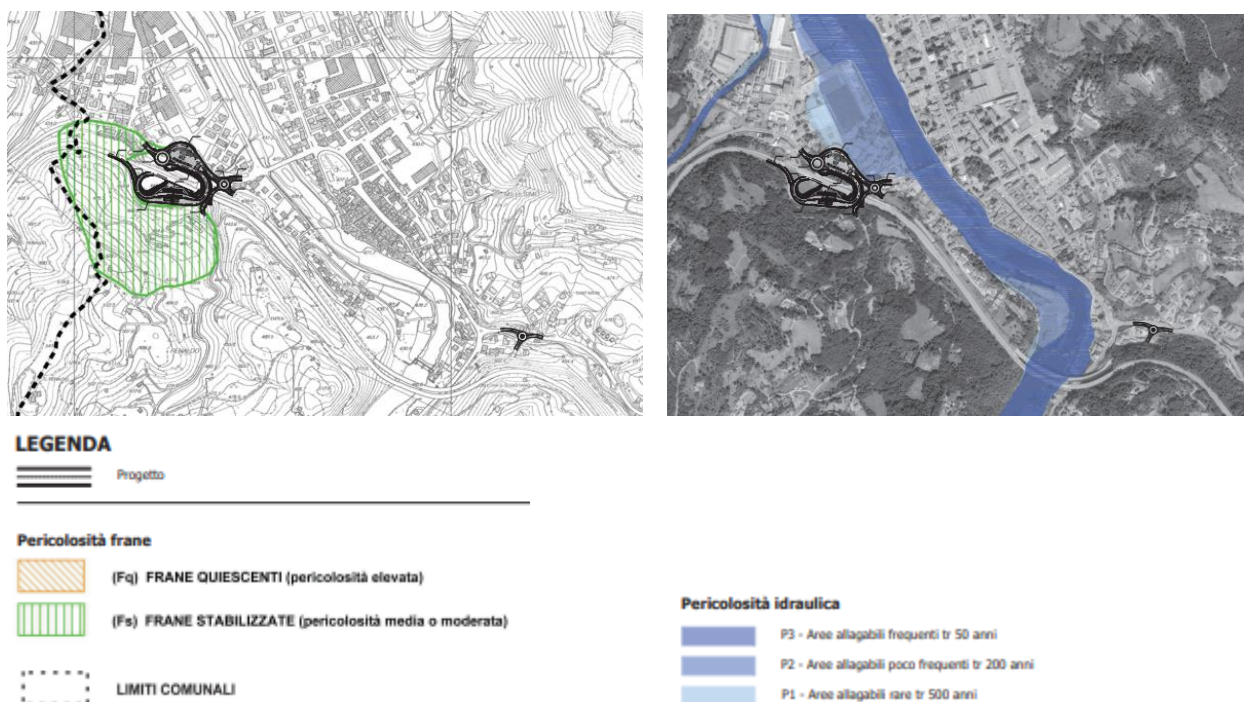 LEGENDA
Progetto
Pericolosità frane
(Fq) FRANE QUIESCENTI (pericolosità elevata)
(Fs) FRANE STABILIZZATE (pericolosità media o moderata)
LIMITI COMUNALI
Pericolosità idraulica
P3 - Aree allagabili frequenti tr 50 anni
P2 - Aree allagabili poco frequenti tr 200 anni
P1 - Aree allagabili rare tr 500 anni